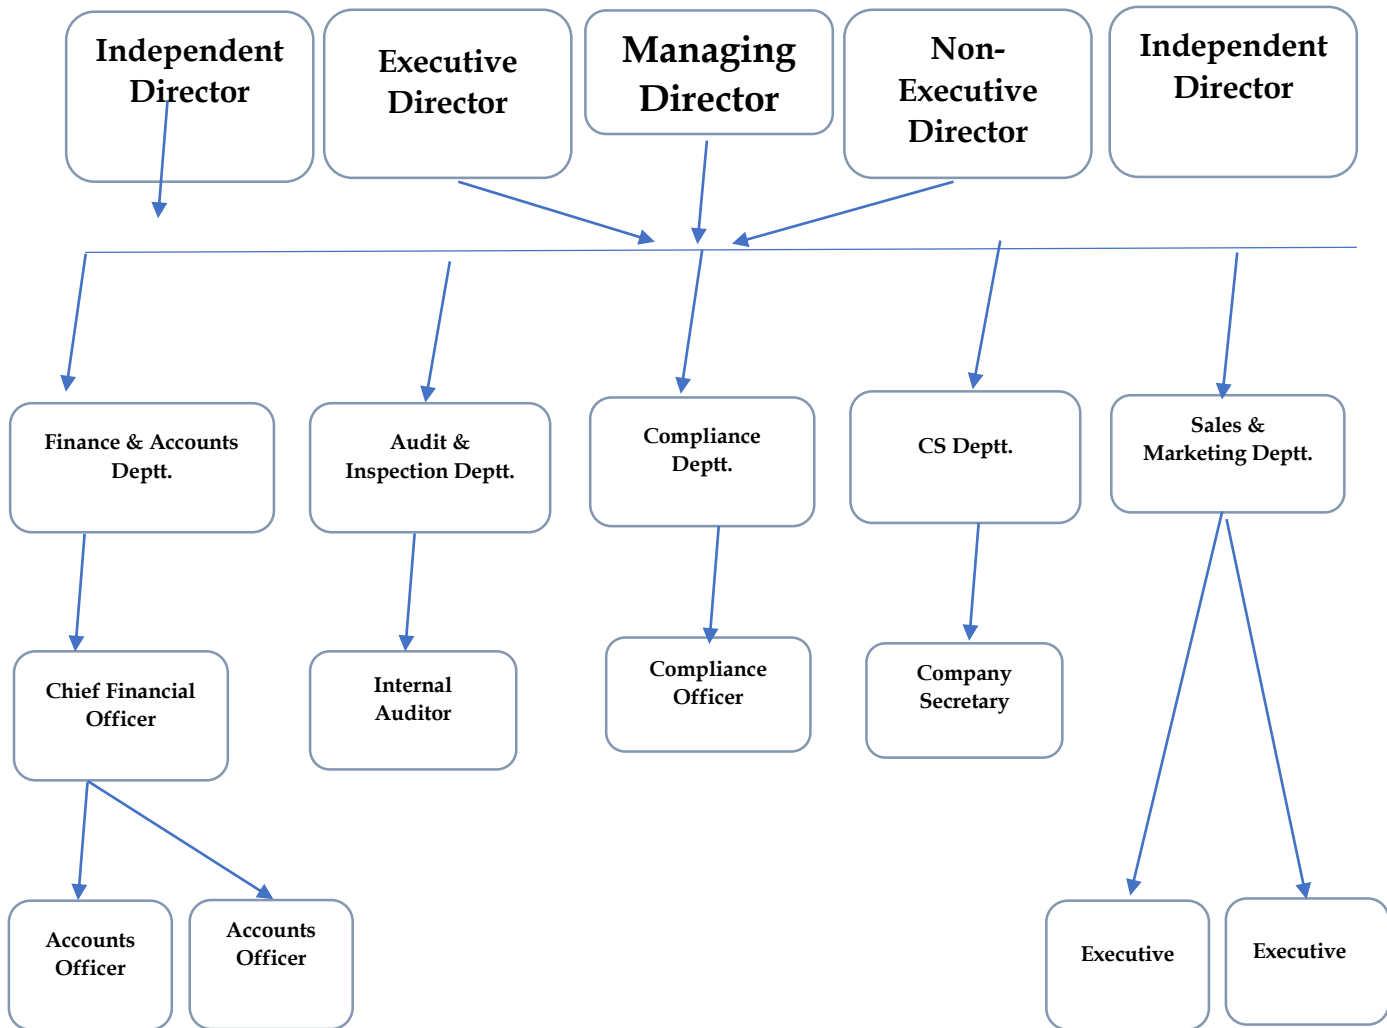 Independent
Director
Executive
Director
Managing
Director
Non-
Executive
Director
Independent
Director
Finance & Accounts
Deptt.
Audit &
Inspection Deptt.
Compliance
Deptt.
CS Deptt.
Sales &
Marketing Deptt.
Chief Financial
Officer
Internal
Auditor
Compliance
Officer
Company
Secretary
Accounts
Officer
Accounts
Officer
Executive
Executive